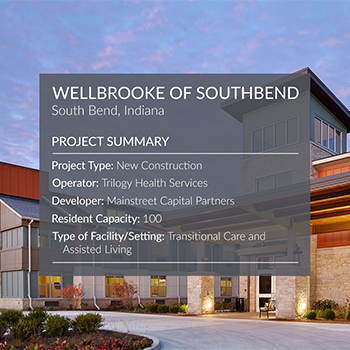 WELLBROOKE OF SOUTHBEND
South Bend, Indiana
PROJECT SUMMARY
Project Type: New Construction
Operator: Trilogy Health Services
Developer: Mainstreet Capital Partners
Resident Capacity: 100
Type of Facility/Setting: Transitional Care and
Assisted Living